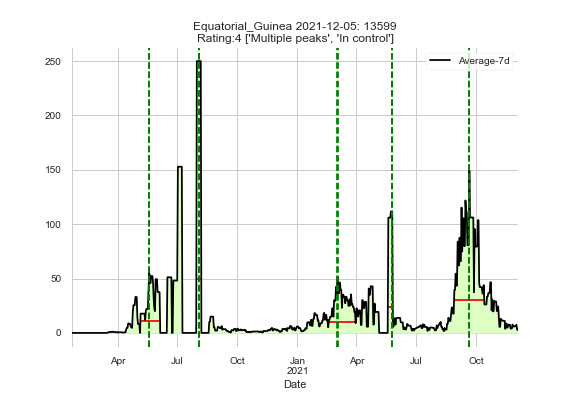 Equatorial_Guinea 2021-12-05: 13599
Rating:4 ['Multiple peaks', 'In control']
Average-7d
250
200
150
100
50
0
Apr Jul Oct Jan Apr Jul Oct
2021
Date